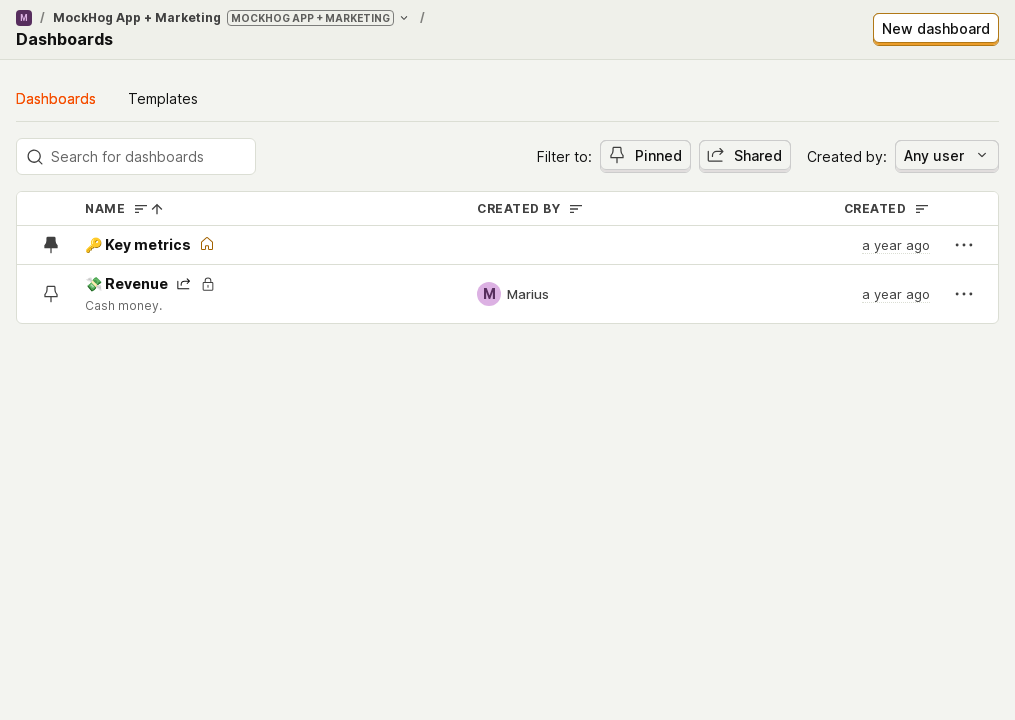 M / MockHog App + Marketing MOCKHOG APP + MARKETING /
Dashboards
New dashboard
Dashboards Templates
Search for dashboards Filter to: Pinned Shared Created by: Any user
NAME CREATED BY CREATED
🔑 Key metrics a year ago
💸 Revenue
Cash money.
M Marius a year ago